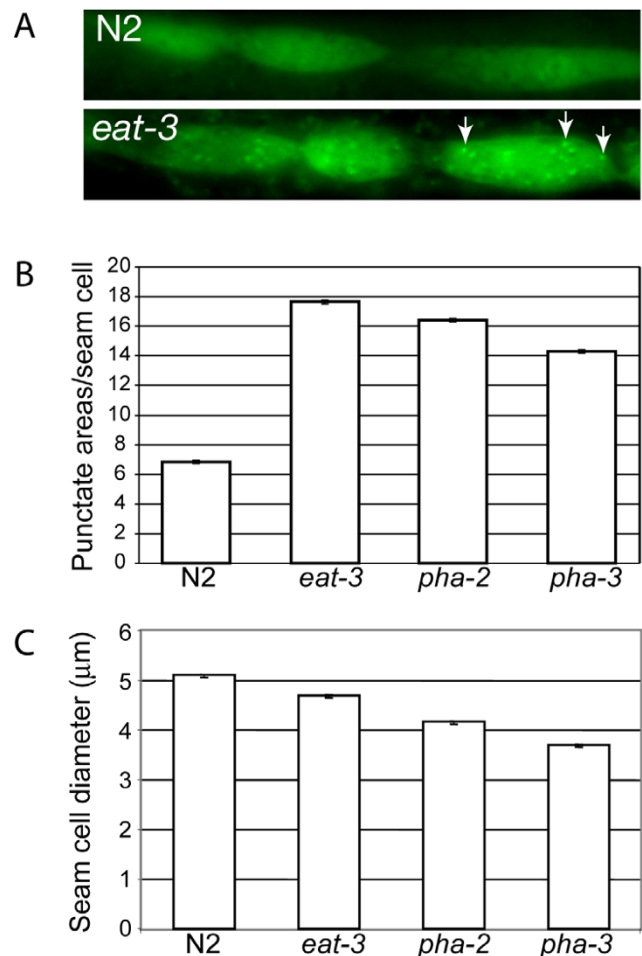 A
N2
eat-3
B
Punctate areas/seam cell
20
18
16
14
12
10
8
6
4
2
0
N2 eat-3 pha-2 pha-3
C
Seam cell diameter (μm)
6
5
4
3
2
1
0
N2 eat-3 pha-2 pha-3